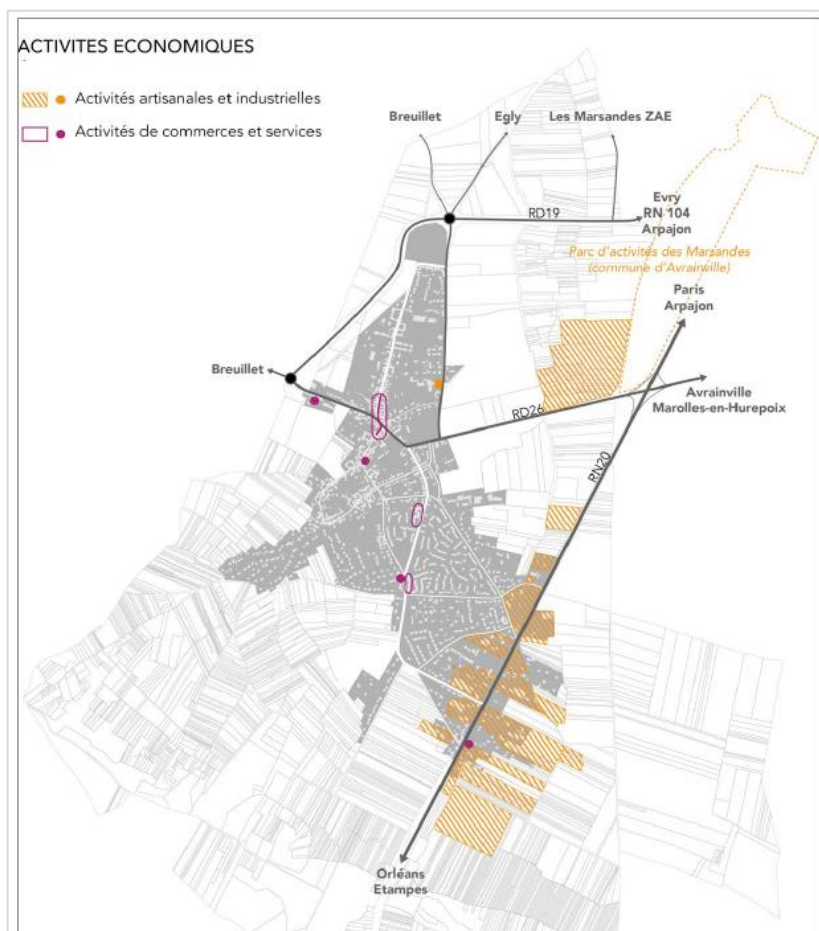 ACTIVITES ECONOMIQUES
Activités artisanales et industrielles
Activités de commerces et services
Breuillet
Egly
Les Marsandes ZAE
RD19
Evry
RN 104
Arpajon
Parc d'activités des Marsandes
(commune d'Avrainville)
Paris
Arpajon
Breuillet
RD26
Avrainville
Marolles-en-Hurepoix
RN20
Orléans
Etampes